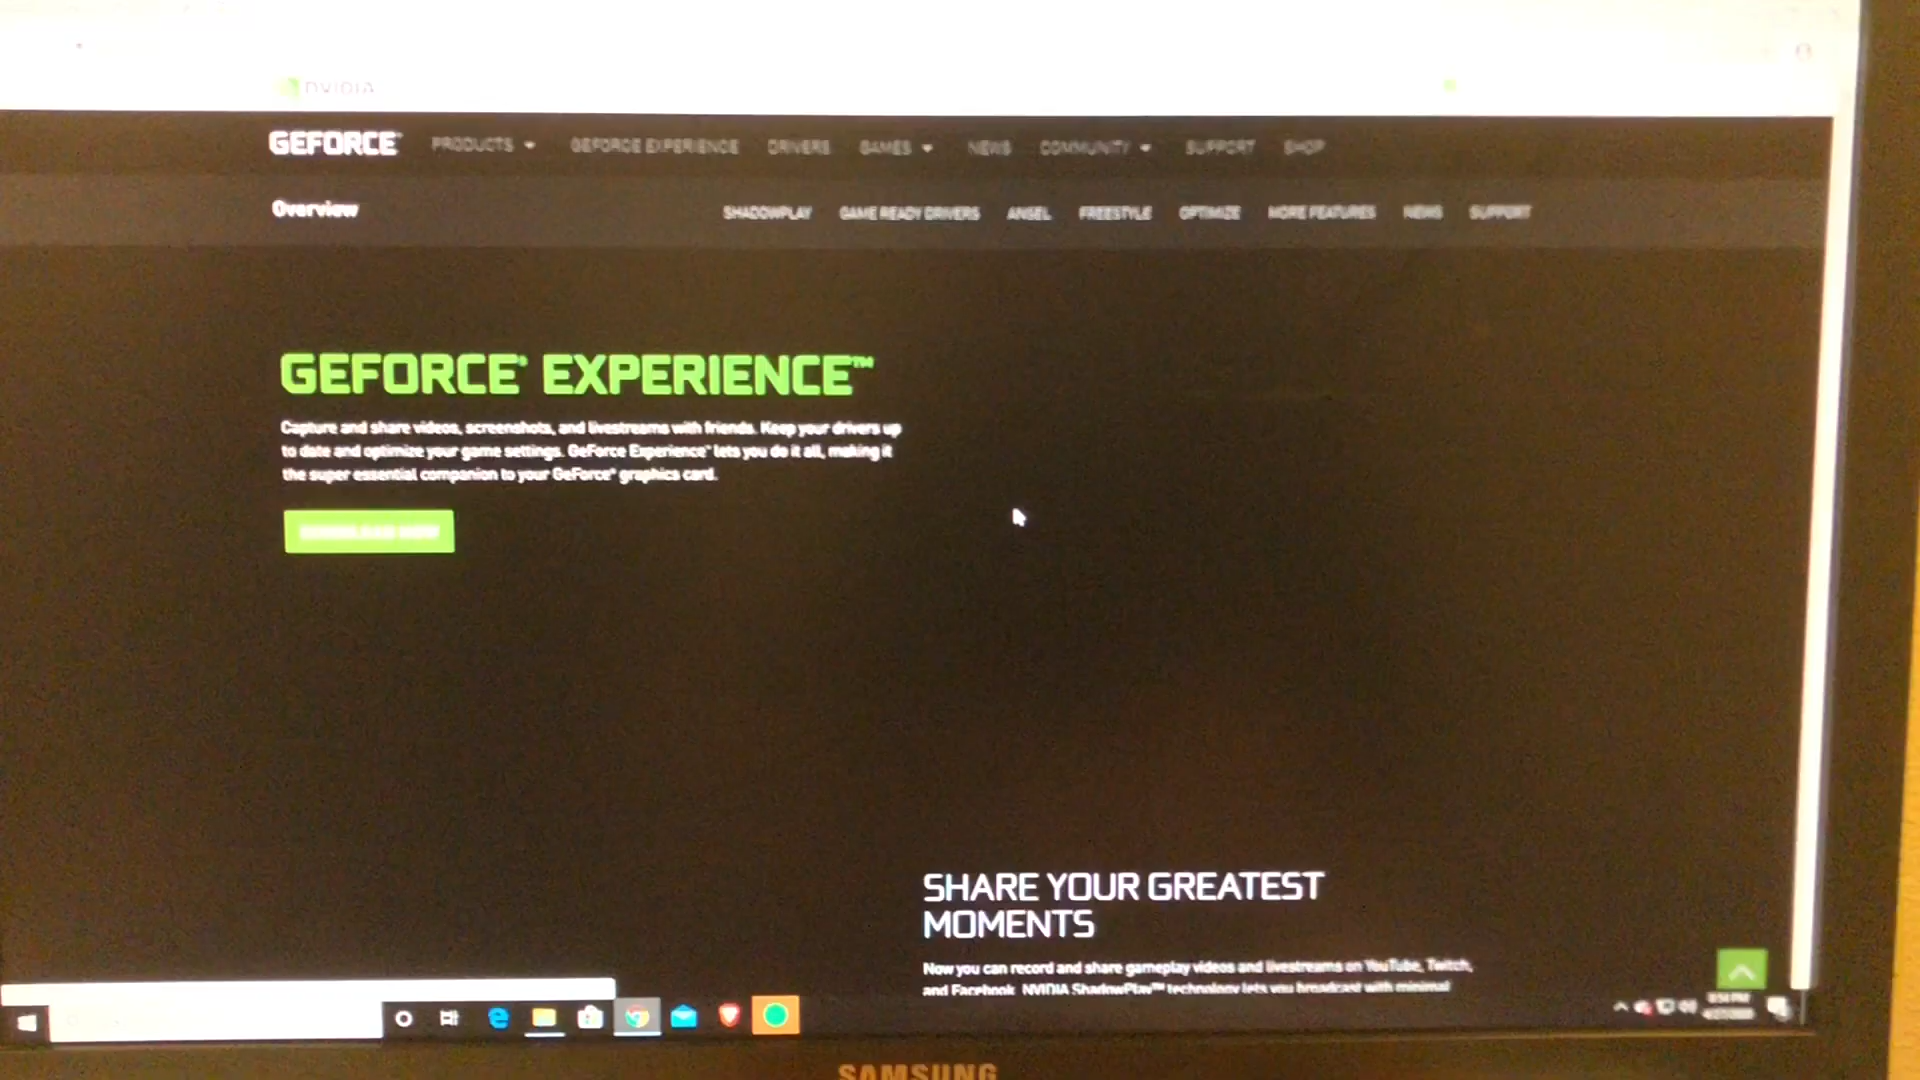 NVIDIA
GEFORCE® PRODUCTS GEFORCE EXPERIENCE DRIVERS GAMES NEWS COMMUNITY SUPPORT SHOP
Overview SHADOWPLAY GAME READY DRIVERS ANSEL FREESTYLE OPTIMIZE MORE FEATURES NEWS SUPPORT
GEFORCE® EXPERIENCE™
Capture and share videos, screenshots, and livestreams with friends. Keep your drivers up
to date and optimize your game settings. GeForce Experience™ lets you do it all, making it
the super essential companion to your GeForce® graphics card.
DOWNLOAD NOW
SHARE YOUR GREATEST
MOMENTS
Now you can record and share gameplay videos and livestreams on YouTube, Twitch,
and Facebook. NVIDIA ShadowPlay™ technology lets you broadcast with minimal
SAMSUNG